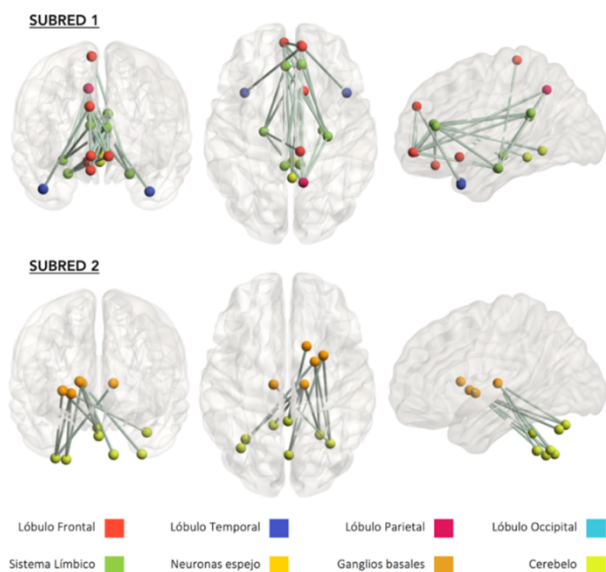 SUBRED 1
SUBRED 2
Lóbulo Frontal Lóbulo Temporal Lóbulo Parietal Lóbulo Occipital
Sistema Límbico Neuronas espejo Ganglios basales Cerebelo